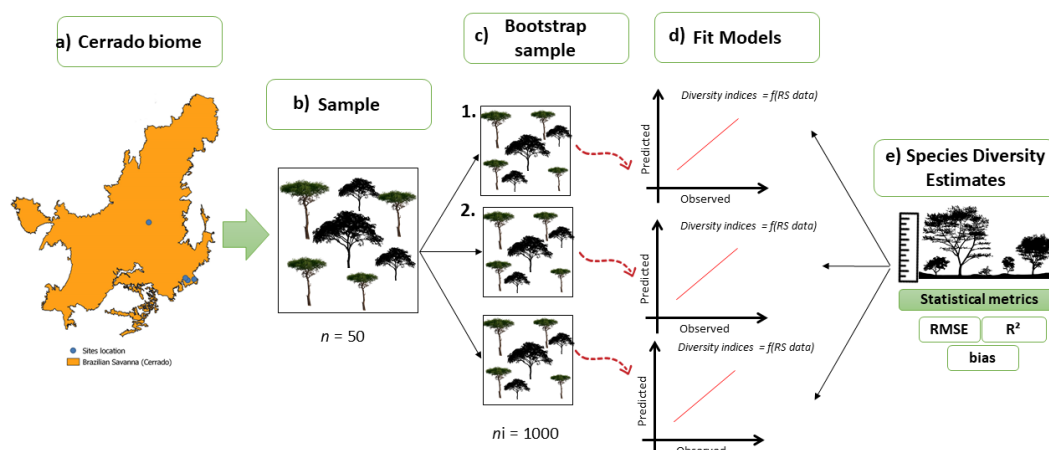 a) Cerrado biome
Sites location
Brazilian Savanna (Cerrado)
b) Sample
n = 50
c) Bootstrap
sample
1.
2.
ni = 1000
d) Fit Models
Diversity indices = f(RS data)
Predicted
Observed
Diversity indices = f(RS data)
Predicted
Observed
Diversity indices = f(RS data)
Predicted
Observed
e) Species Diversity
Estimates
Statistical metrics
RMSE
R²
bias